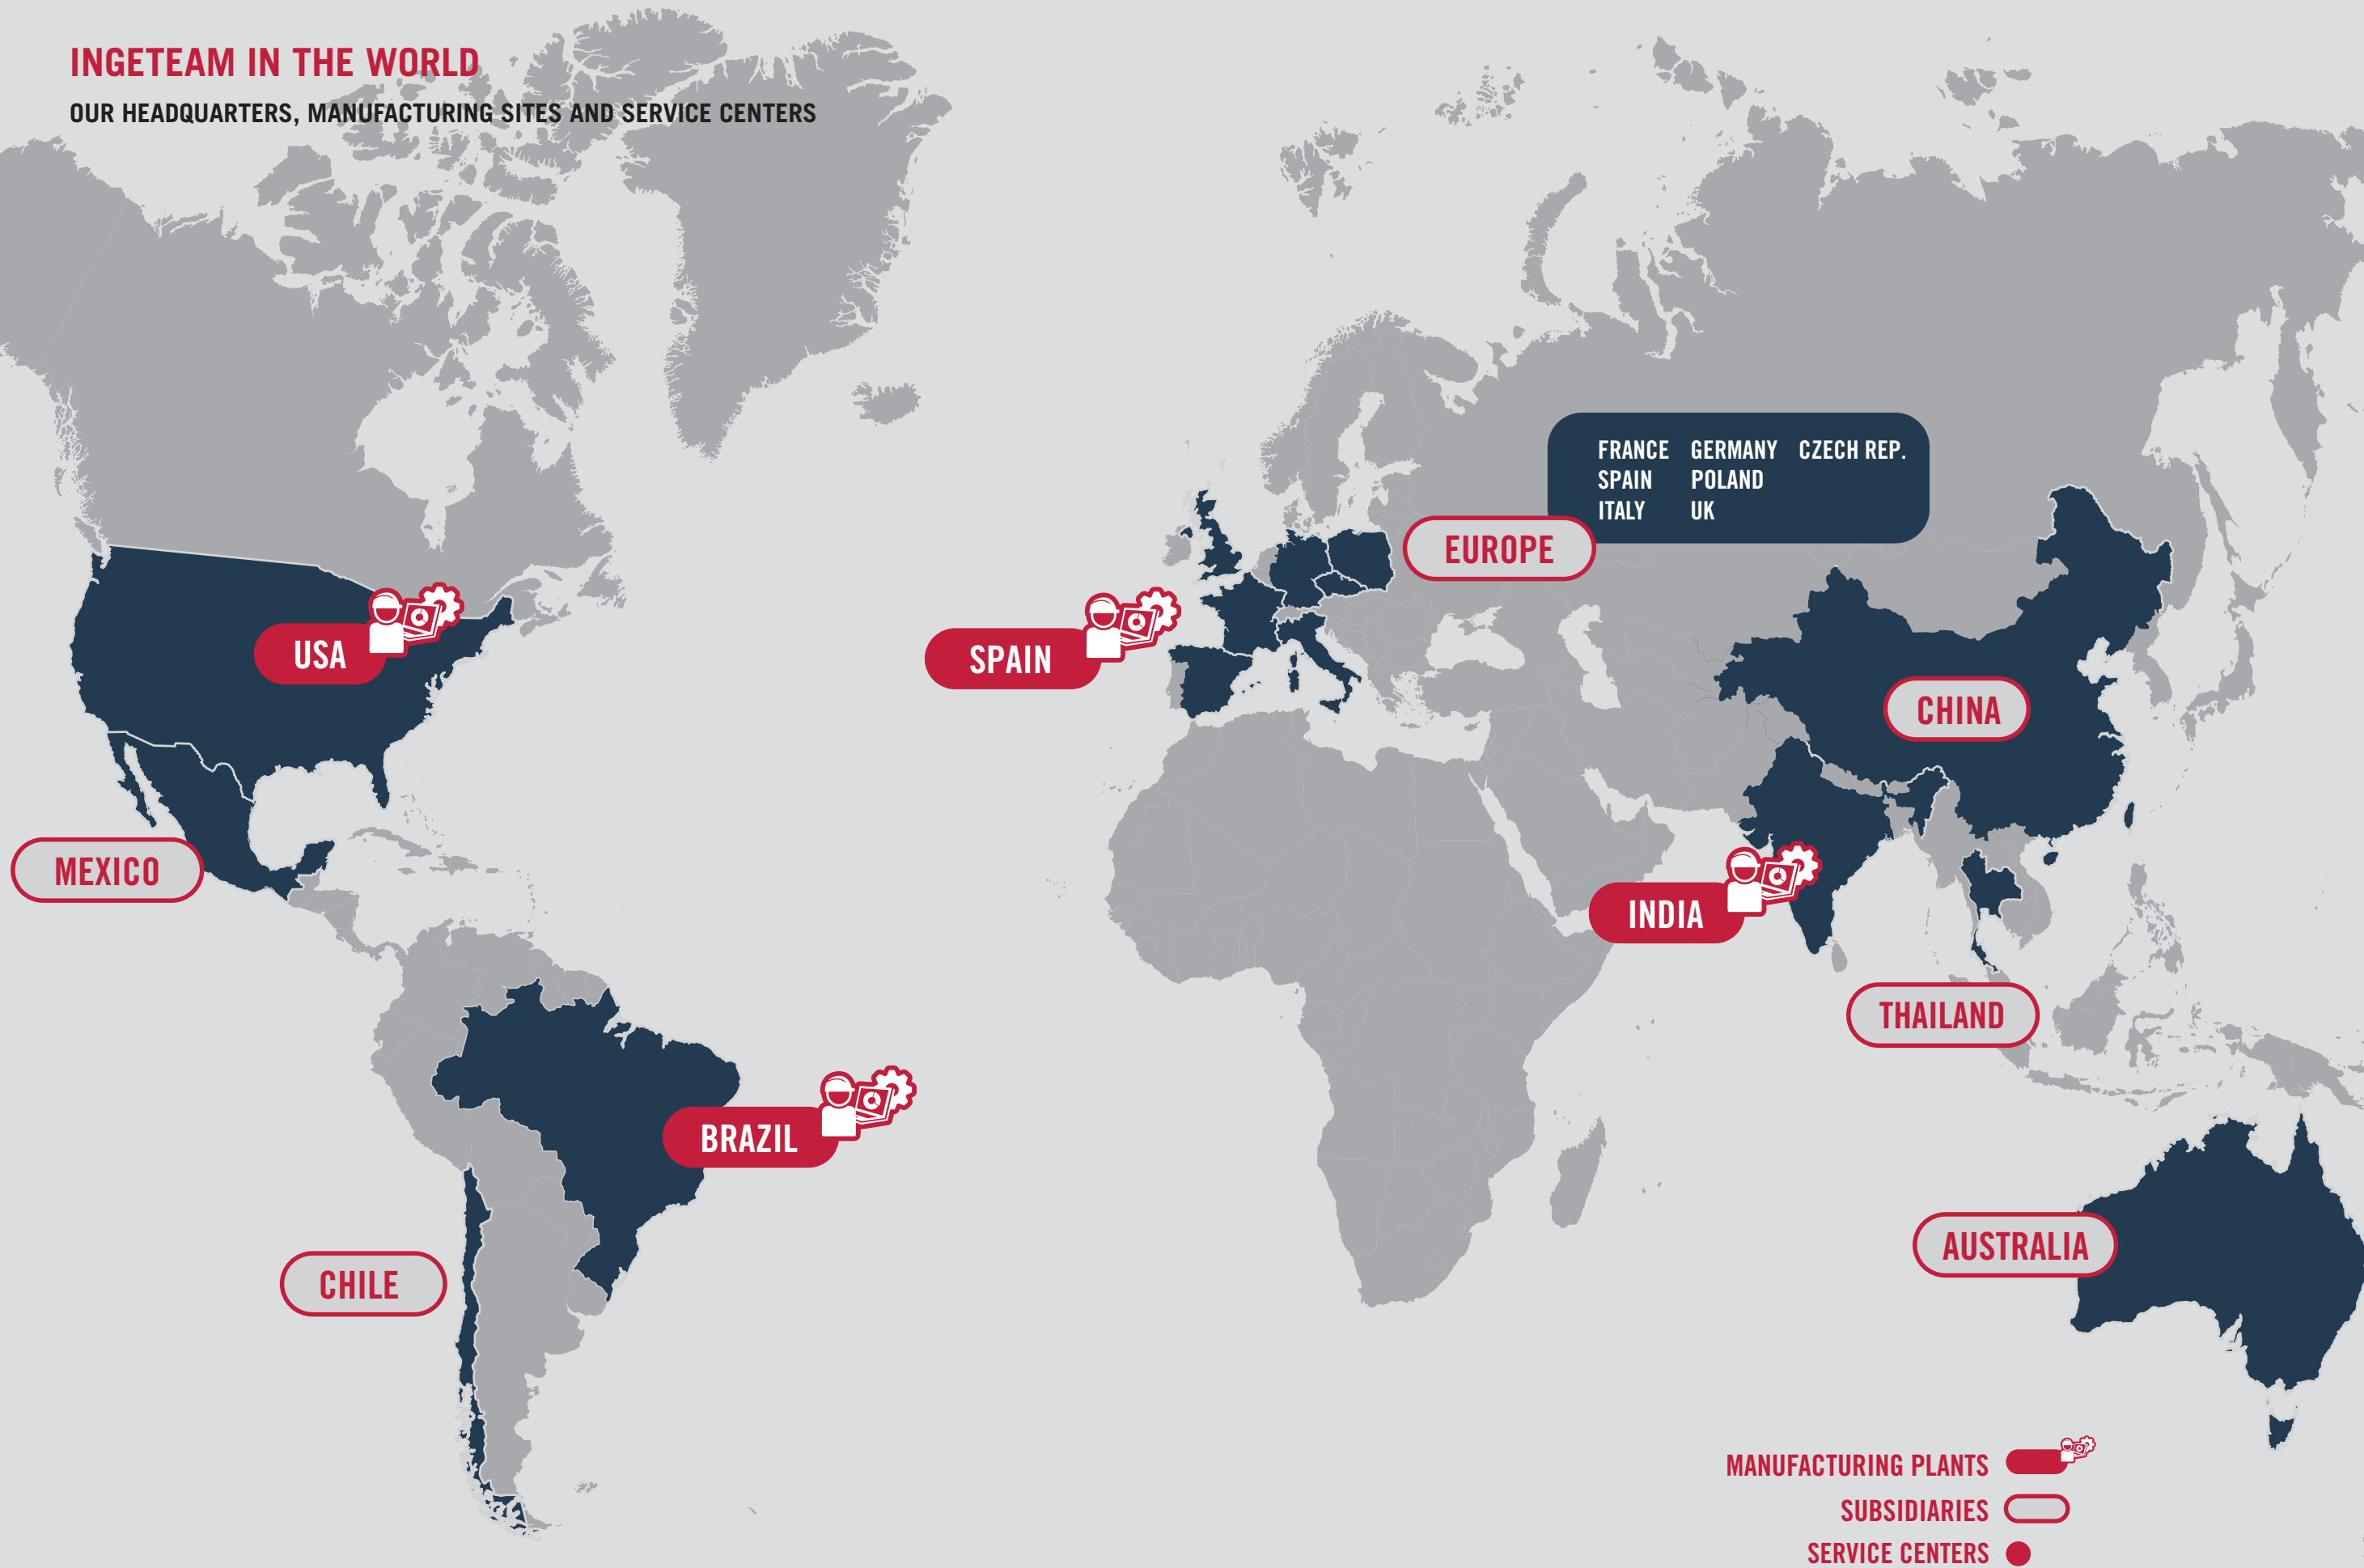 INGETEAM IN THE WORLD
OUR HEADQUARTERS, MANUFACTURING SITES AND SERVICE CENTERS
FRANCE GERMANY CZECH REP.
SPAIN POLAND
ITALY UK
EUROPE
USA
SPAIN
CHINA
MEXICO
INDIA
THAILAND
BRAZIL
AUSTRALIA
CHILE
MANUFACTURING PLANTS
SUBSIDIARIES
SERVICE CENTERS